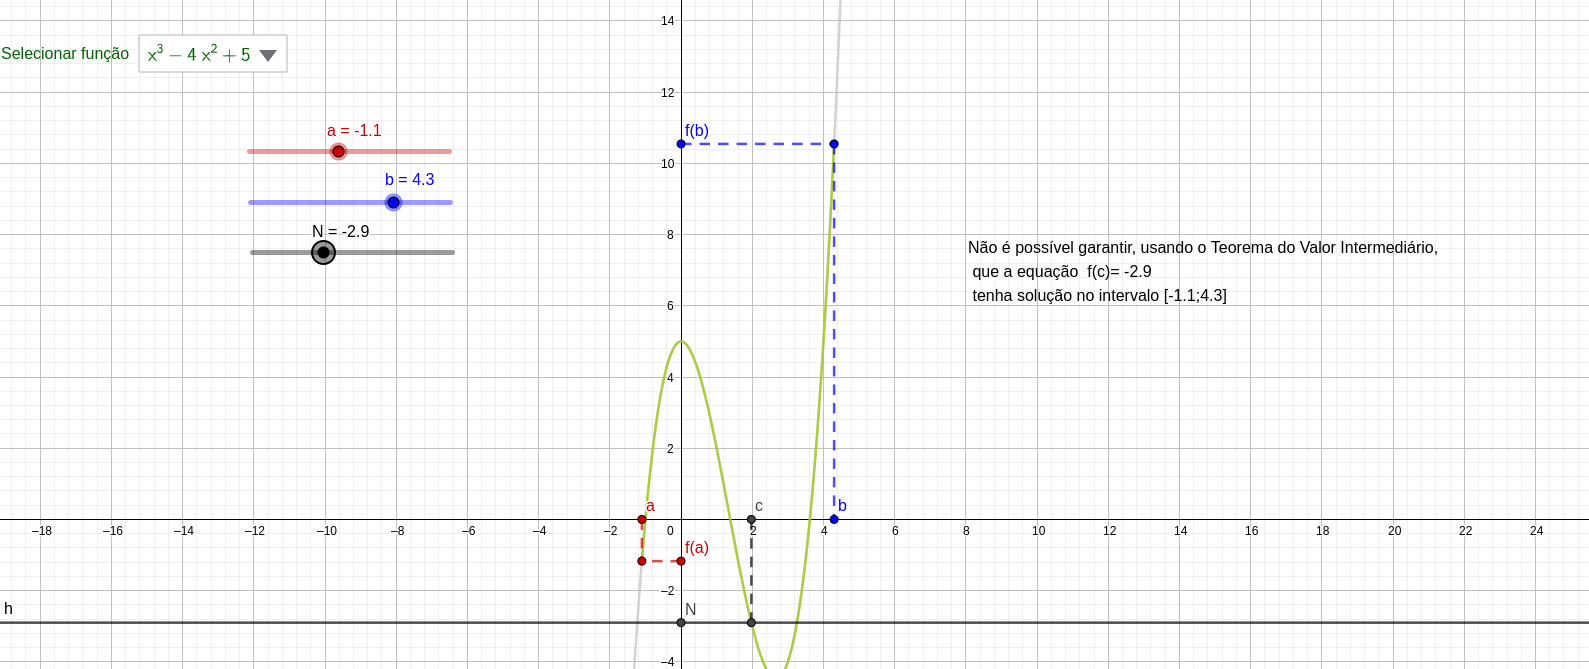 Selecionar função x³ – 4 x² + 5
a = -1.1
b = 4.3
N = -2.9
Não é possível garantir, usando o Teorema do Valor Intermediário,
que a equação f(c)= -2.9
tenha solução no intervalo [-1.1;4.3]
14
12
f(b)
10
8
6
4
2
a c b
–18 –16 –14 –12 –10 –8 –6 –4 –2 0 2 4 6 8 10 12 14 16 18 20 22 24
f(a)
–2
h N
–4